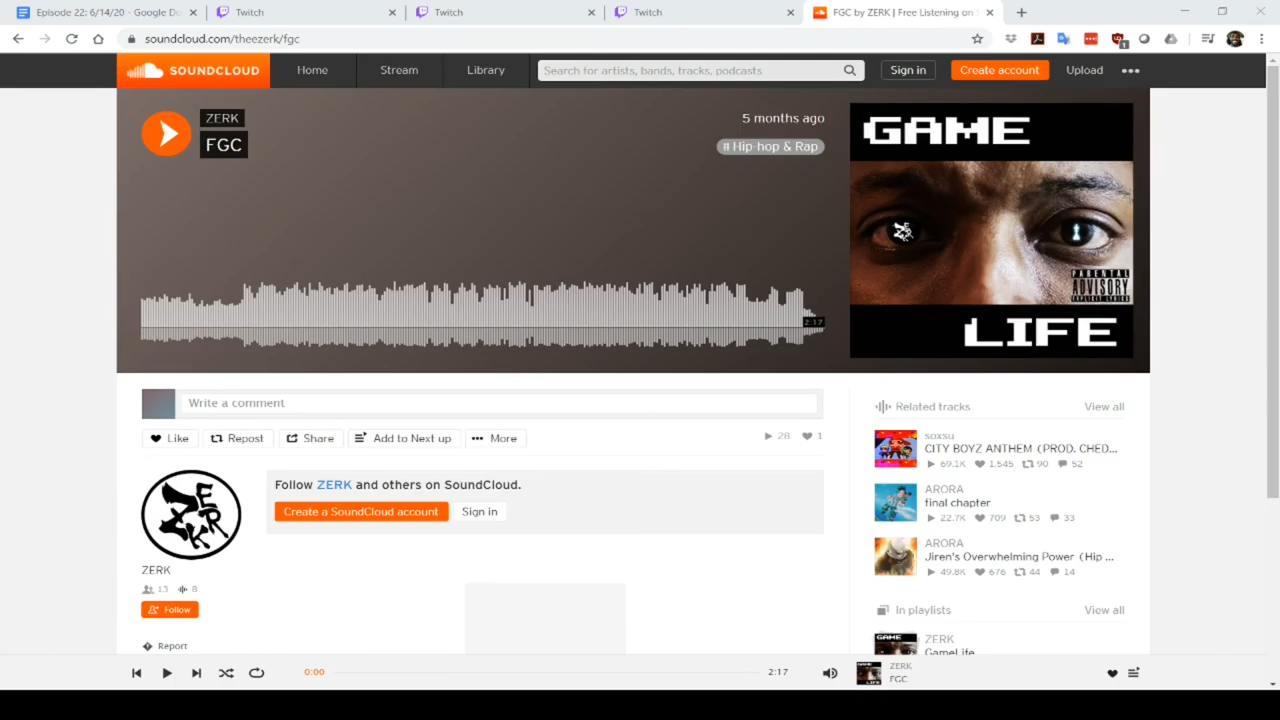 Episode 22: 6/14/20 - Google Do
Twitch
Twitch
Twitch
FGC by ZERK | Free Listening on S
soundcloud.com/theezerk/fgc
SOUNDCLOUD
Home
Stream
Library
Search for artists, bands, tracks, podcasts
Sign in
Create account
Upload
ZERK
FGC
5 months ago
# Hip-hop & Rap
2:17
GAME
ZERK
PARENTAL
ADVISORY
EXPLICIT LYRICS
LIFE
Write a comment
Like
Repost
Share
Add to Next up
More
28
1
ZERK
ZERK
13
8
Follow
Report
Follow ZERK and others on SoundCloud.
Create a SoundCloud account
Sign in
Related tracks
View all
soxsu
CITY BOYZ ANTHEM (PROD. CHED...
69.1K 1,545 90 52
ARORA
final chapter
22.7K 709 53 33
ARORA
Jiren's Overwhelming Power (Hip ...
49.8K 676 44 14
In playlists
View all
GAME
ZERK
GameLife
0:00
2:17
LIFE
ZERK
FGC